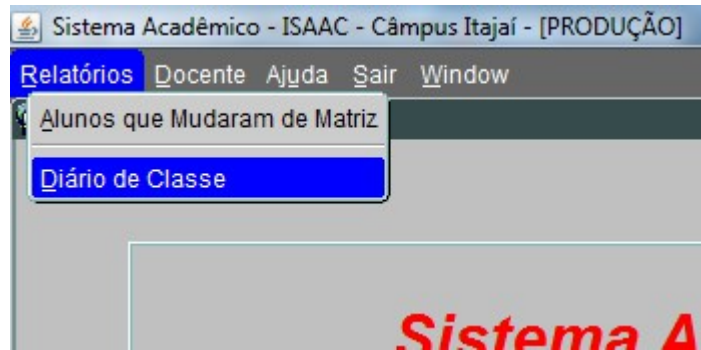 Sistema Acadêmico - ISAAC - Câmpus Itajaí - [PRODUÇÃO]
Relatórios Docente Ajuda Sair Window
Alunos que Mudaram de Matriz
Diário de Classe
Sistema A